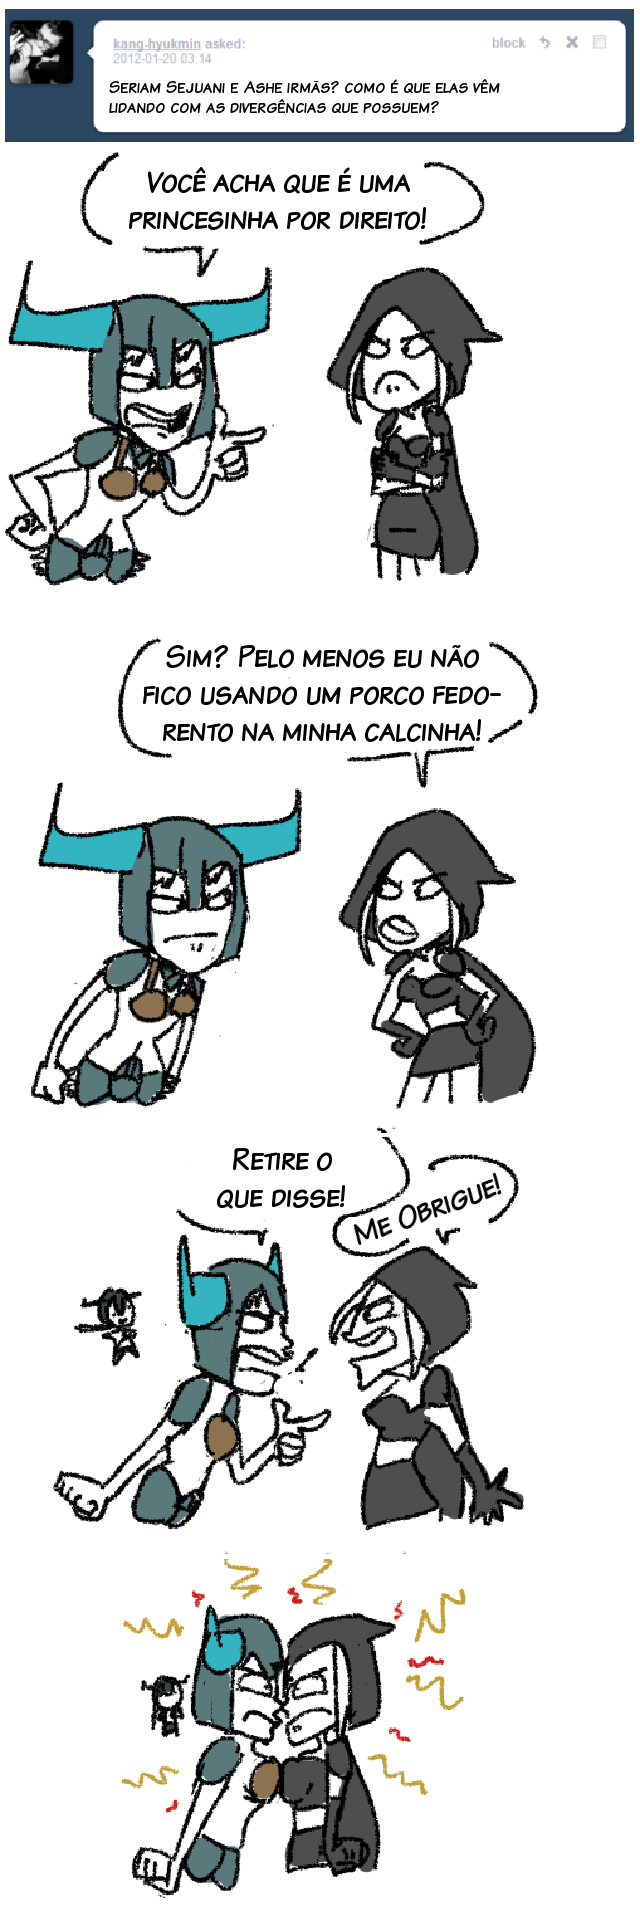 kang-hyukmin asked:
block
2012-01-20 03:14
Seriam Sejuani e Ashe irmãs? como é que elas vêm
lidando com as divergências que possuem?
Você acha que é uma
princesinha por direito!
Sim? Pelo menos eu não
fico usando um porco fedo-
rento na minha calcinha!
Retire o
que disse!
Me Obrigue!